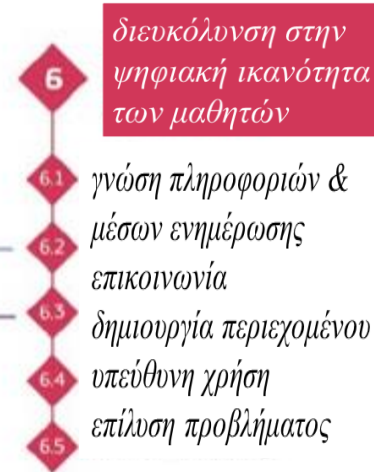 6
διευκόλυνση στην
ψηφιακή ικανότητα
των μαθητών
6.1
γνώση πληροφοριών &
μέσων ενημέρωσης
6.2
επικοινωνία
6.3
δημιουργία περιεχομένου
6.4
υπεύθυνη χρήση
6.5
επίλυση προβλήματος